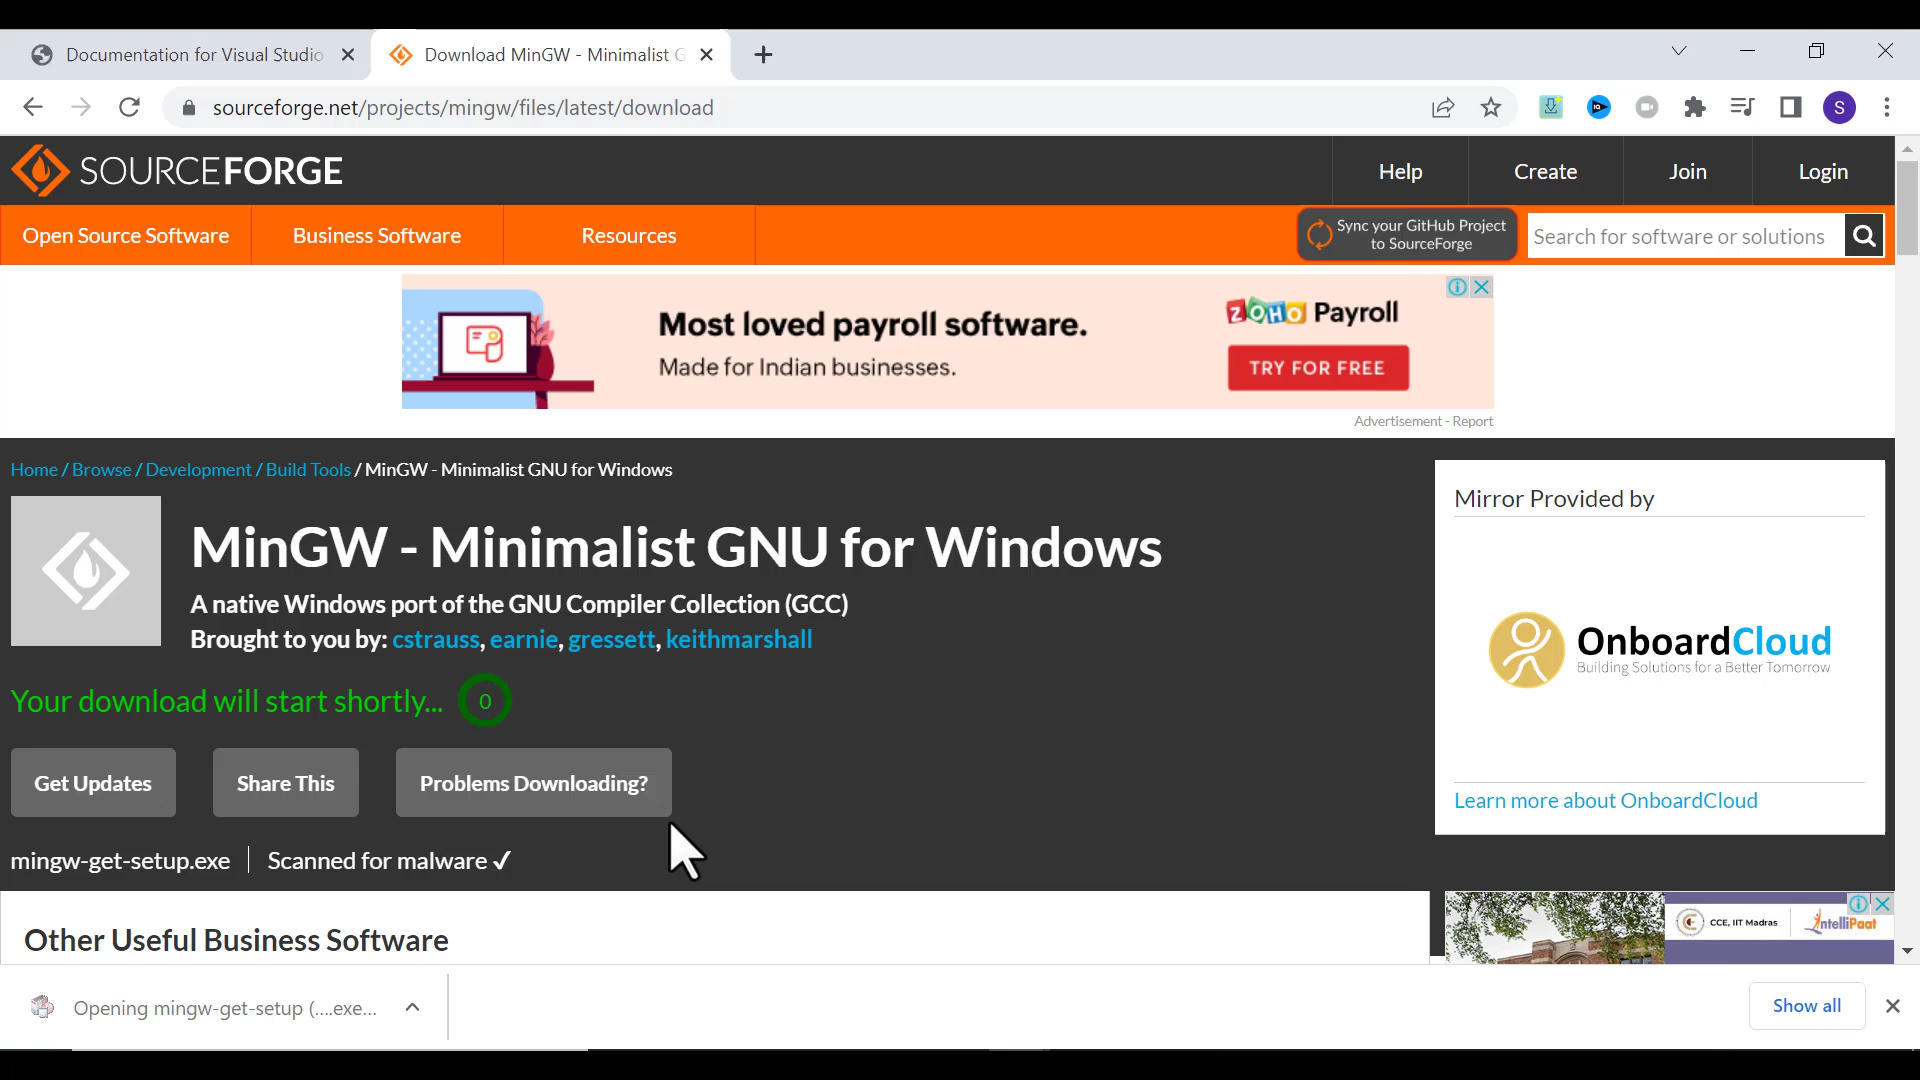 Documentation for Visual Studio
Download MinGW - Minimalist G
sourceforge.net/projects/mingw/files/latest/download
S
SOURCEFORGE
Help
Create
Join
Login
Open Source Software
Business Software
Resources
Sync your GitHub Project
to SourceForge
Search for software or solutions
Most loved payroll software.
Made for Indian businesses.
ZOHO Payroll
TRY FOR FREE
Advertisement - Report
Home / Browse / Development / Build Tools / MinGW - Minimalist GNU for Windows
MinGW - Minimalist GNU for Windows
A native Windows port of the GNU Compiler Collection (GCC)
Brought to you by: cstrauss, earnie, gressett, keithmarshall
Your download will start shortly... 0
Get Updates
Share This
Problems Downloading?
mingw-get-setup.exe
Scanned for malware ✓
Mirror Provided by
OnboardCloud
Building Solutions for a Better Tomorrow
Learn more about OnboardCloud
Other Useful Business Software
CCE, IIT Madras
IntelliPaat
Opening mingw-get-setup (....exe...
Show all